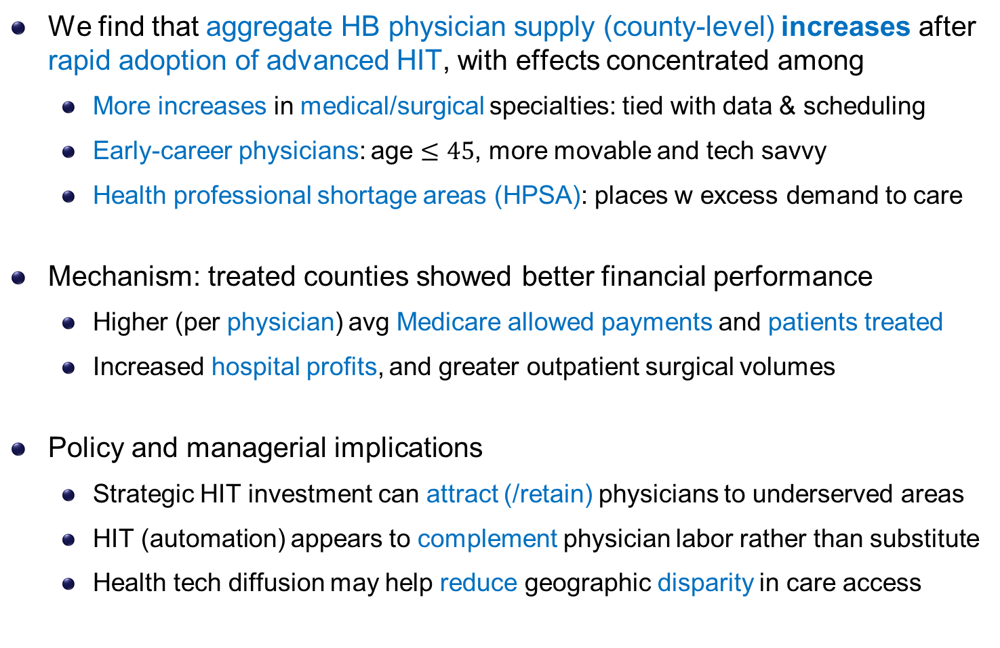 We find that aggregate HB physician supply (county-level) increases after
rapid adoption of advanced HIT, with effects concentrated among
More increases in medical/surgical specialties: tied with data & scheduling
Early-career physicians: age ≤ 45, more movable and tech savvy
Health professional shortage areas (HPSA): places w excess demand to care
Mechanism: treated counties showed better financial performance
Higher (per physician) avg Medicare allowed payments and patients treated
Increased hospital profits, and greater outpatient surgical volumes
Policy and managerial implications
Strategic HIT investment can attract (/retain) physicians to underserved areas
HIT (automation) appears to complement physician labor rather than substitute
Health tech diffusion may help reduce geographic disparity in care access